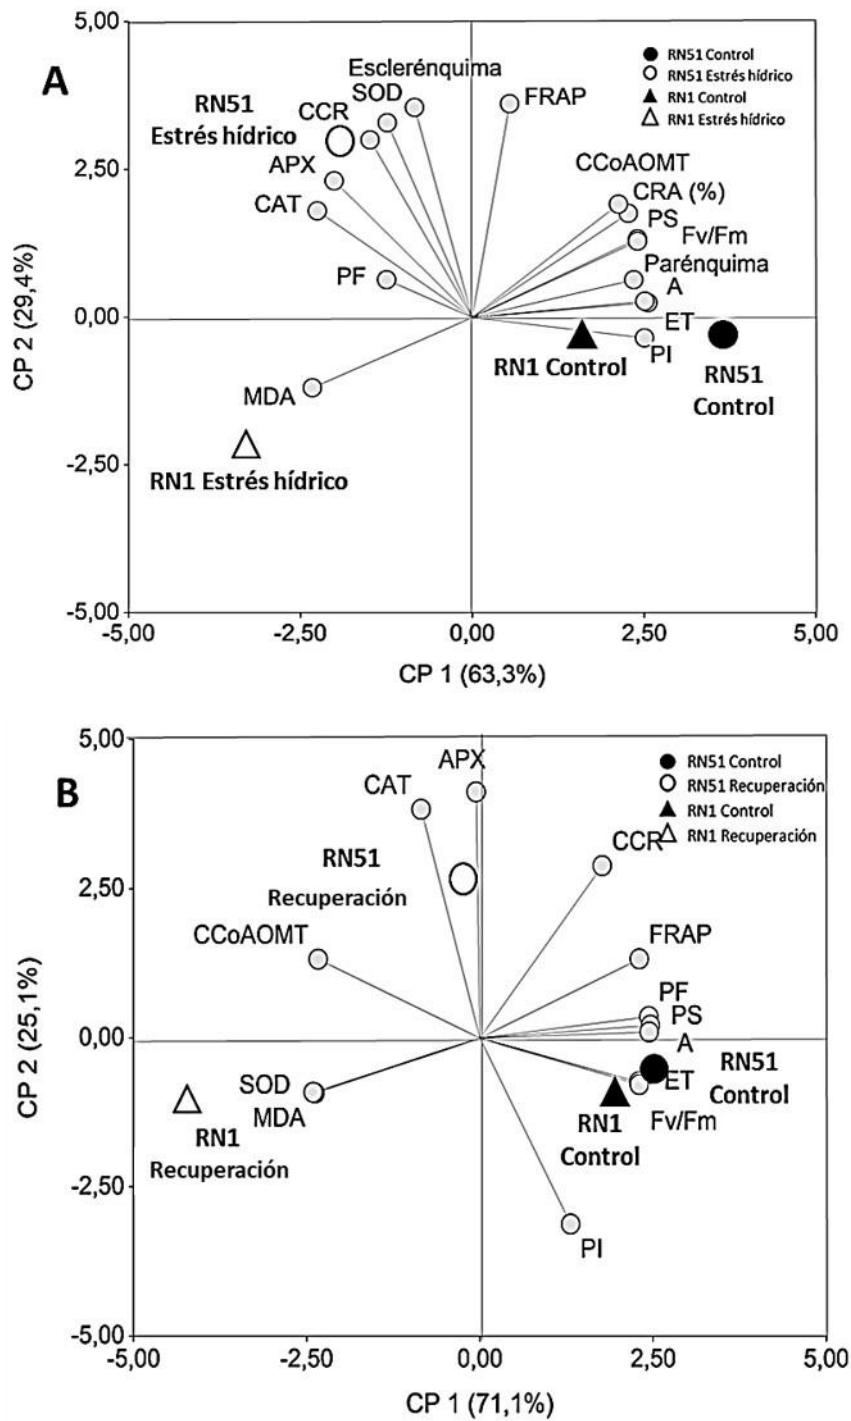 A
5,00
2,50
0,00
-2,50
-5,00
CP 2 (29,4%)
Esclerénquima
SOD
CCR
RN51
Estrés hídrico
APX
CAT
PF
MDA
RN1 Estrés hídrico
FRAP
RN51 Control
RN51 Estrés hídrico
RN1 Control
RN1 Estrés hídrico
CCoAOMT
CRA (%)
PS
Fv/Fm
Parénquima
A
ET
PI
RN1 Control
RN51
Control
-5,00
-2,50
0,00
2,50
5,00
CP 1 (63,3%)
B
5,00
2,50
0,00
-2,50
-5,00
CP 2 (25,1%)
APX
CAT
RN51
Recuperación
CCoAOMT
SOD
MDA
RN1
Recuperación
RN51 Control
RN51 Recuperación
RN1 Control
RN1 Recuperación
CCR
FRAP
PF
PS
A
RN51
Control
ET
Fv/Fm
RN1
Control
PI
-5,00
-2,50
0,00
2,50
5,00
CP 1 (71,1%)